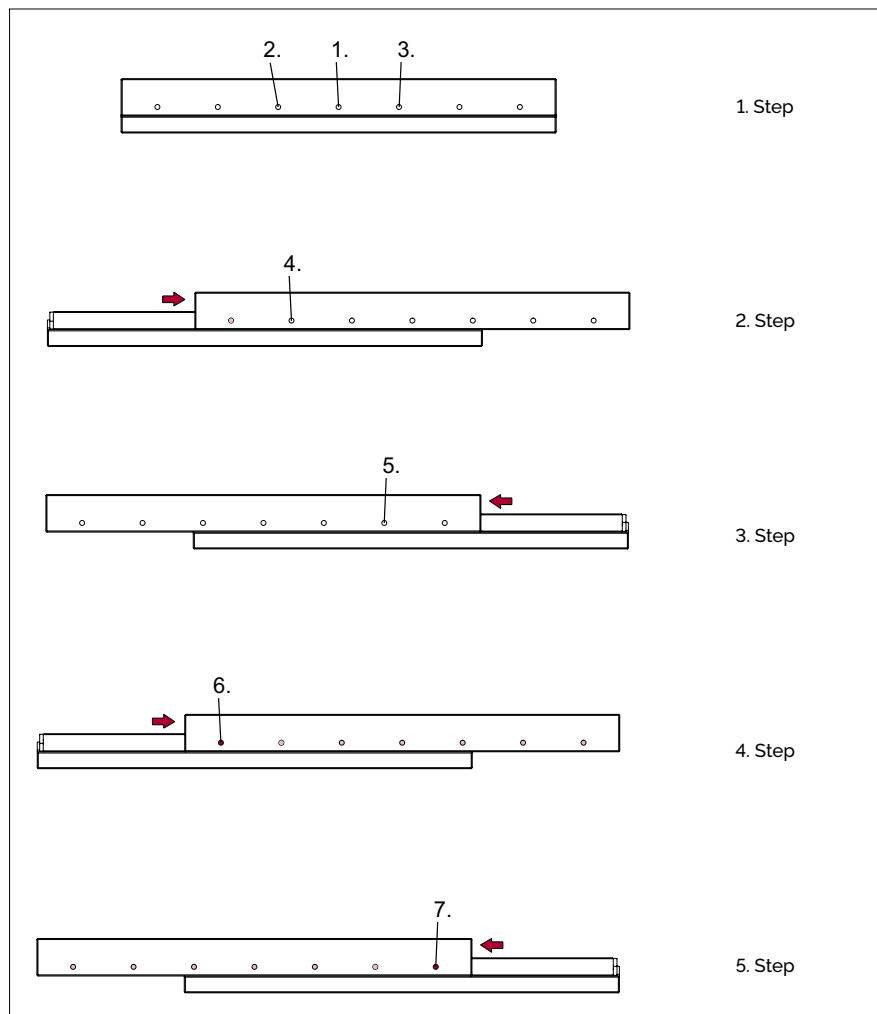 2. 1. 3.
1. Step
4.
2. Step
5.
3. Step
6.
4. Step
7.
5. Step